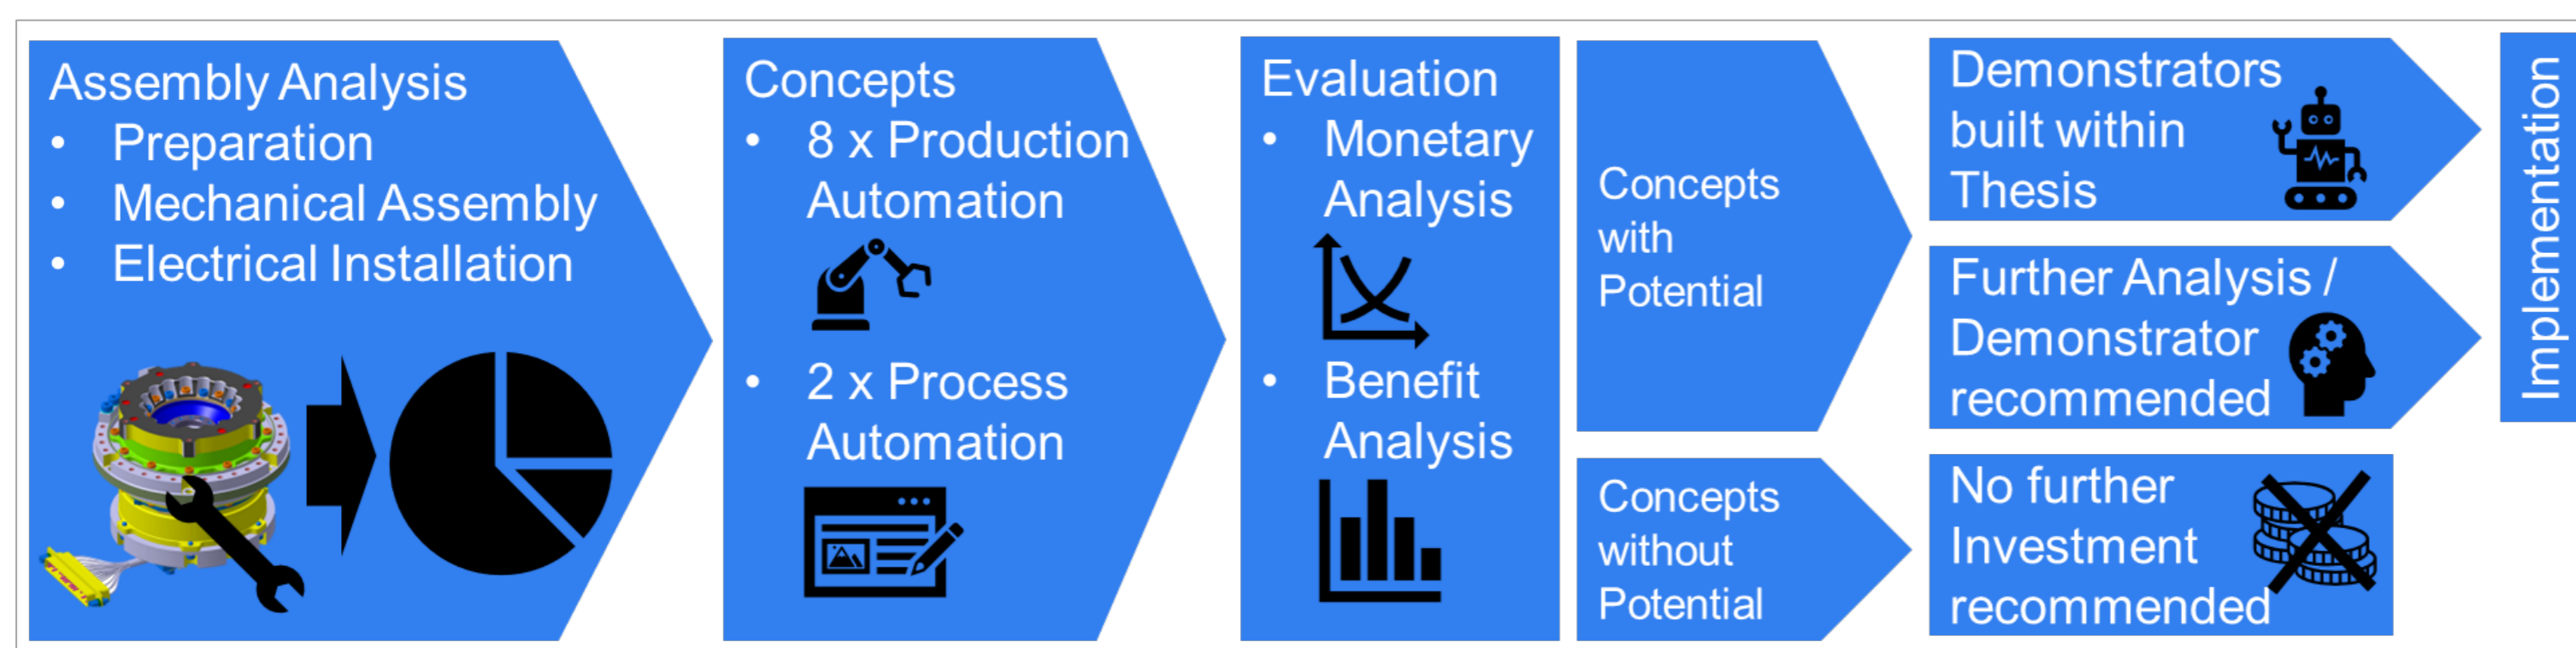 Assembly Analysis
• Preparation
• Mechanical Assembly
• Electrical Installation
Concepts
• 8 x Production
Automation
• 2 x Process
Automation
Evaluation
• Monetary
Analysis
• Benefit
Analysis
Concepts
with
Potential
Concepts
without
Potential
Demonstrators
built within
Thesis
Further Analysis /
Demonstrator
recommended
No further
Investment
recommended
Implementation